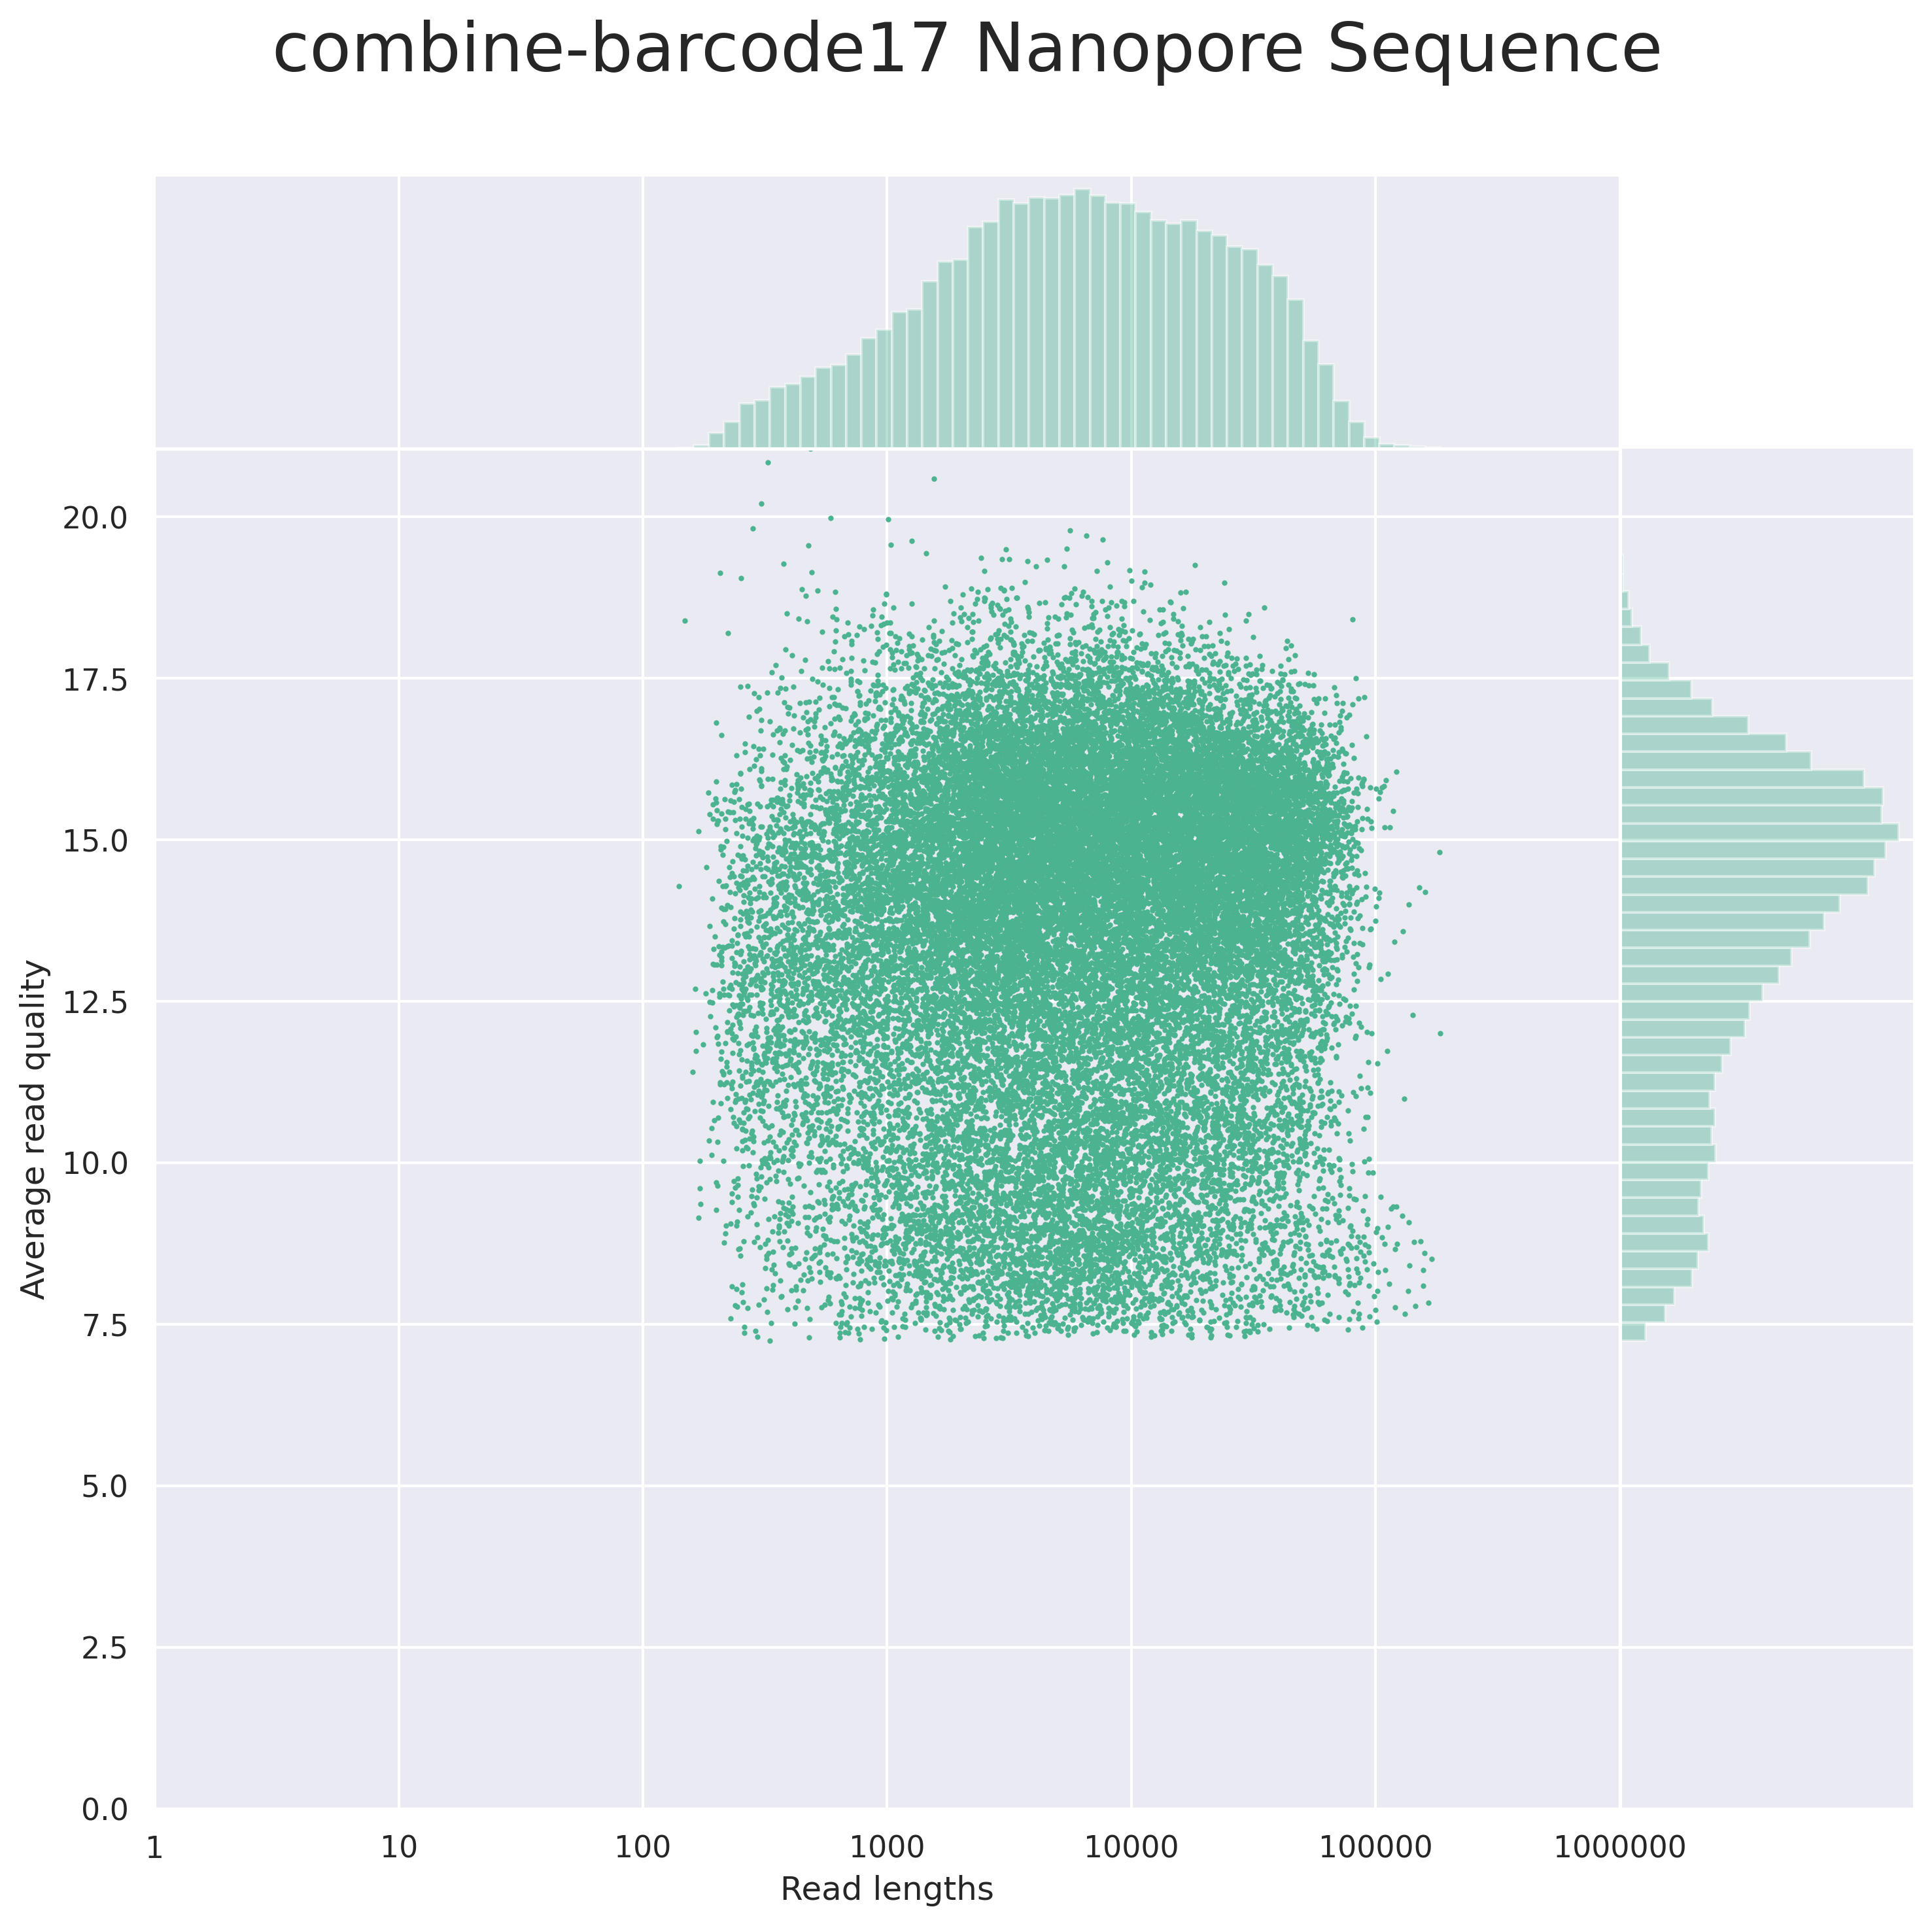 combine-barcode17 Nanopore Sequence
20.0
17.5
15.0
12.5
10.0
7.5
5.0
2.5
0.0
Average read quality
1 10 100 1000 10000 100000 1000000
Read lengths